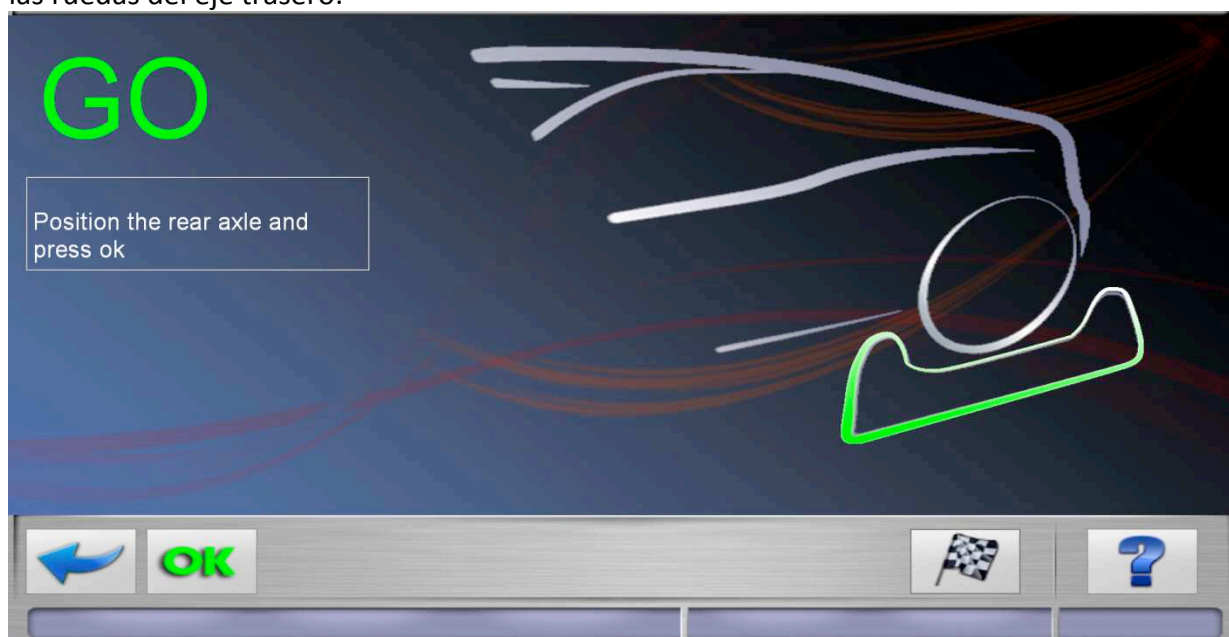 las ruedas del eje trasero.
GO
Position the rear axle and
press ok
OK
?